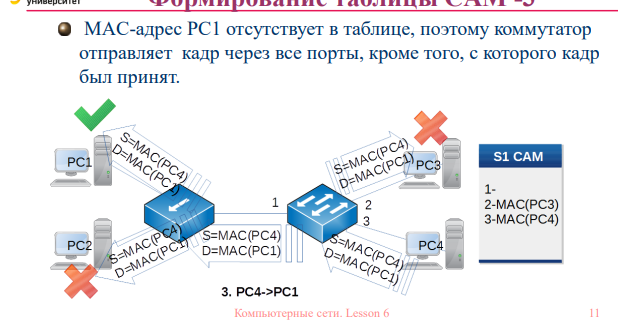 университет
Формирование таблицы CAM -3
MAC-адрес PC1 отсутствует в таблице, поэтому коммутатор
отправляет кадр через все порты, кроме того, с которого кадр
был принят.
PC1
S=MAC(PC4)
D=MAC(PC1)
S=MAC(PC4)
D=MAC(PC1)
PC3
S1 CAM
1-
2-MAC(PC3)
3-MAC(PC4)
1
2
3
PC2
S=MAC(PC4)
D=MAC(PC1)
S=MAC(PC4)
D=MAC(PC1)
S=MAC(PC4)
D=MAC(PC1)
PC4
3. PC4->PC1
Компьютерные сети. Lesson 6
11